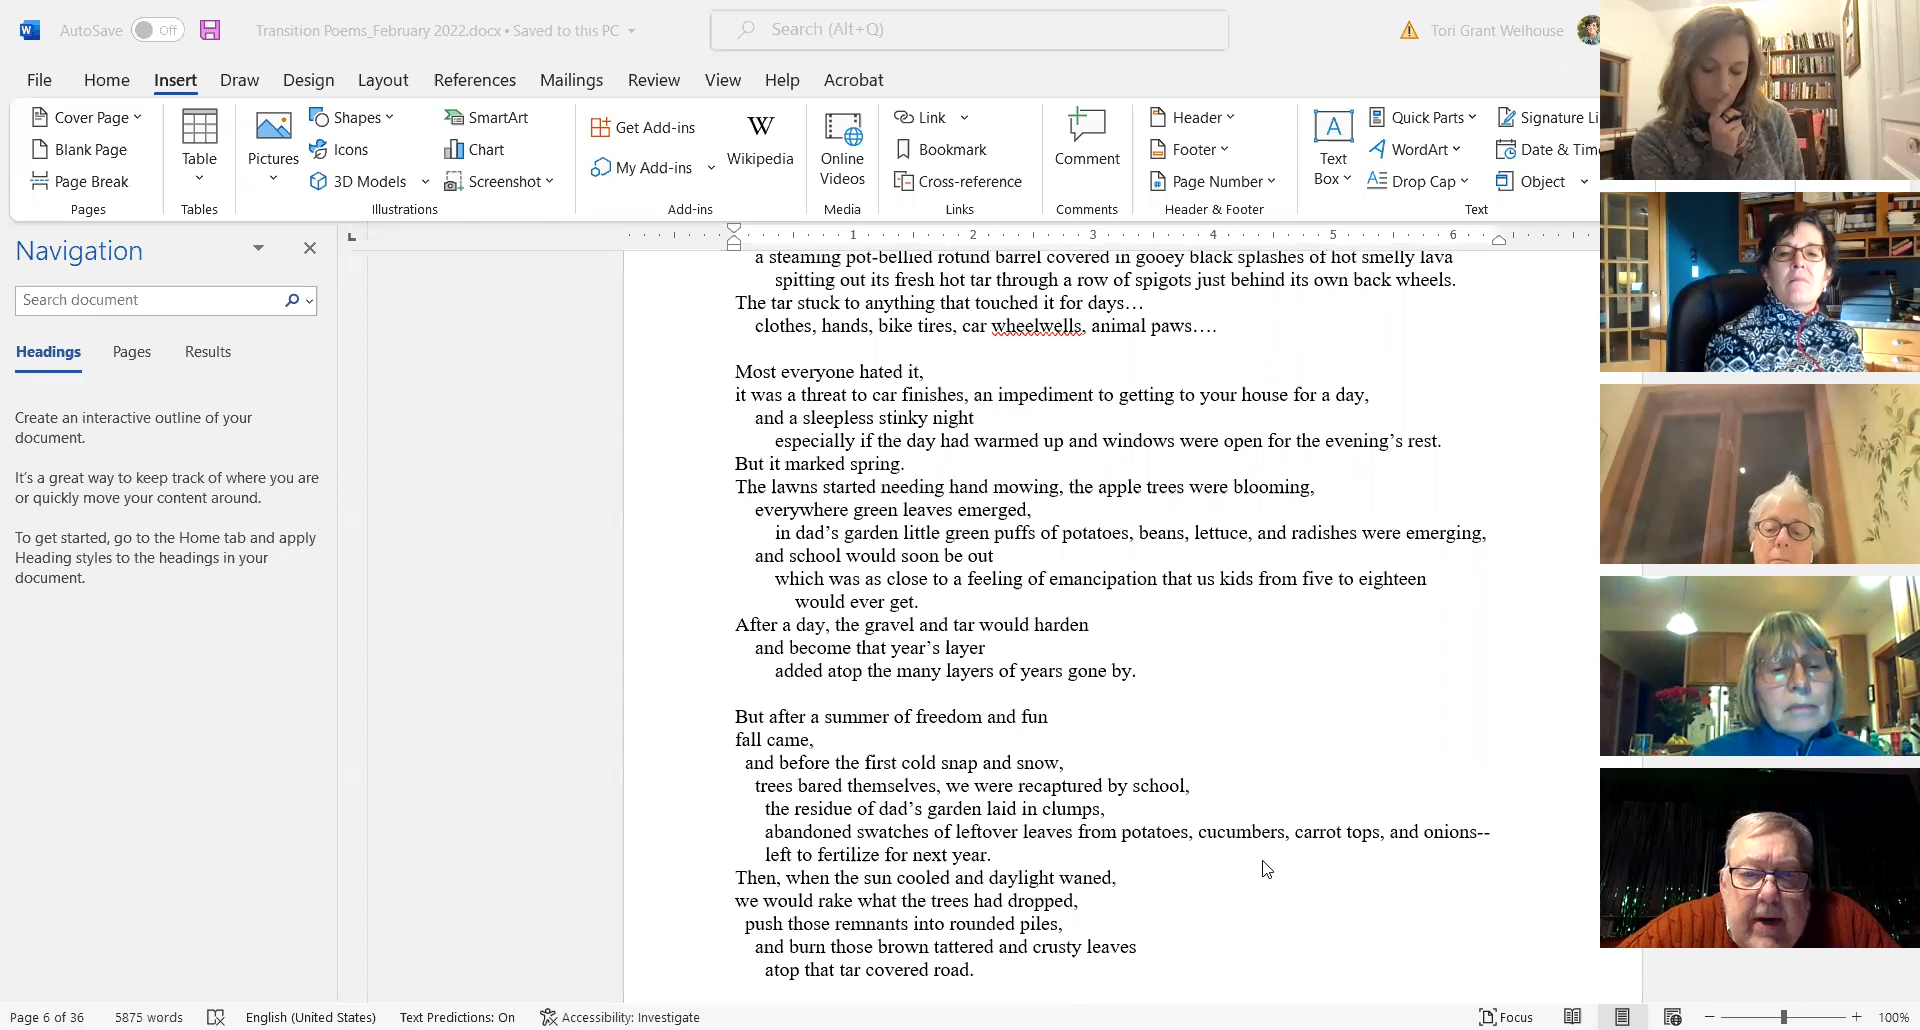 AutoSave Off Transition Poems_February 2022.docx • Saved to this PC Search (Alt+Q) Tori Grant Welhouse
File Home Insert Draw Design Layout References Mailings Review View Help Acrobat
Cover Page
Blank Page
Page Break
Pages
Table
Tables
Pictures
Shapes
Icons
3D Models
SmartArt
Chart
Screenshot
Illustrations
Get Add-ins
My Add-ins
W
Wikipedia
Add-ins
Online
Videos
Media
Link
Bookmark
Cross-reference
Links
Comment
Comments
Header
Footer
Page Number
Header & Footer
A
Text
Box
Quick Parts
WordArt
Drop Cap
Signature Li
Date & Time
Object
Text
Navigation
Search document
Headings Pages Results
Create an interactive outline of your
document.
It's a great way to keep track of where you are
or quickly move your content around.
To get started, go to the Home tab and apply
Heading styles to the headings in your
document.
1 2 3 4 5 6
a steaming pot-bellied rotund barrel covered in gooey black splashes of hot smelly lava
spitting out its fresh hot tar through a row of spigots just behind its own back wheels.
The tar stuck to anything that touched it for days…
clothes, hands, bike tires, car wheelwells, animal paws….
Most everyone hated it,
it was a threat to car finishes, an impediment to getting to your house for a day,
and a sleepless stinky night
especially if the day had warmed up and windows were open for the evening’s rest.
But it marked spring.
The lawns started needing hand mowing, the apple trees were blooming,
everywhere green leaves emerged,
in dad’s garden little green puffs of potatoes, beans, lettuce, and radishes were emerging,
and school would soon be out
which was as close to a feeling of emancipation that us kids from five to eighteen
would ever get.
After a day, the gravel and tar would harden
and become that year’s layer
added atop the many layers of years gone by.
But after a summer of freedom and fun
fall came,
and before the first cold snap and snow,
trees bared themselves, we were recaptured by school,
the residue of dad’s garden laid in clumps,
abandoned swatches of leftover leaves from potatoes, cucumbers, carrot tops, and onions--
left to fertilize for next year.
Then, when the sun cooled and daylight waned,
we would rake what the trees had dropped,
push those remnants into rounded piles,
and burn those brown tattered and crusty leaves
atop that tar covered road.
Page 6 of 36 5875 words English (United States) Text Predictions: On Accessibility: Investigate Focus 100%